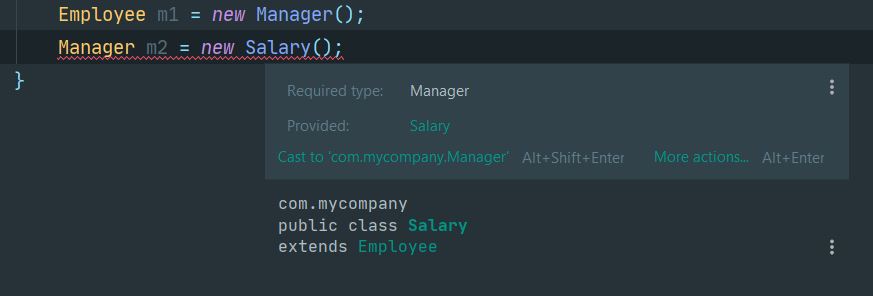 Employee m1 = new Manager();
Manager m2 = new Salary();
}
Required type: Manager
Provided: Salary
Cast to 'com.mycompany.Manager' Alt+Shift+Enter More actions... Alt+Enter
com.mycompany
public class Salary
extends Employee